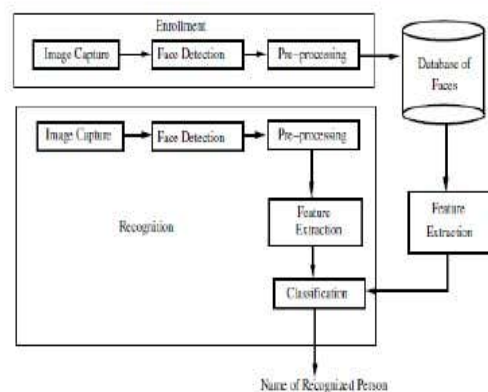 Enrollment
Image Capture
Face Detection
Pre-processing
Database of
Faces
Image Capture
Face Detection
Pre-processing
Recognition
Feature
Extraction
Feature
Extraction
Classification
Name of Recognized Person